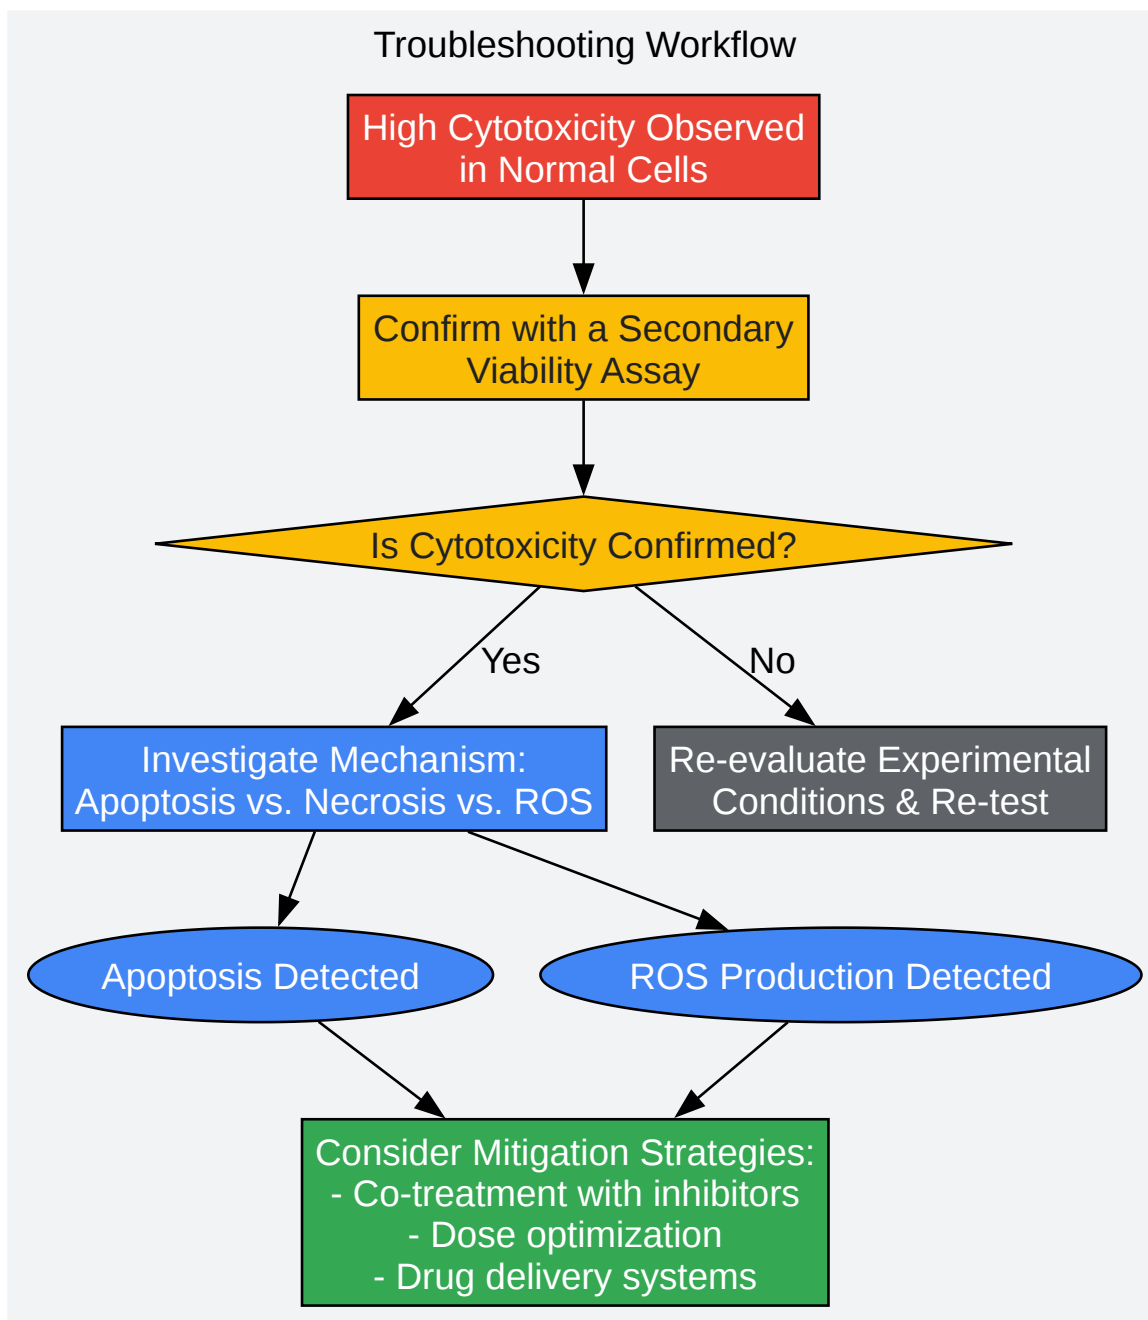 Troubleshooting Workflow
High Cytotoxicity Observed
in Normal Cells
Confirm with a Secondary
Viability Assay
Is Cytotoxicity Confirmed?
Yes
No
Investigate Mechanism:
Apoptosis vs. Necrosis vs. ROS
Re-evaluate Experimental
Conditions & Re-test
Apoptosis Detected
ROS Production Detected
Consider Mitigation Strategies:
- Co-treatment with inhibitors
- Dose optimization
- Drug delivery systems